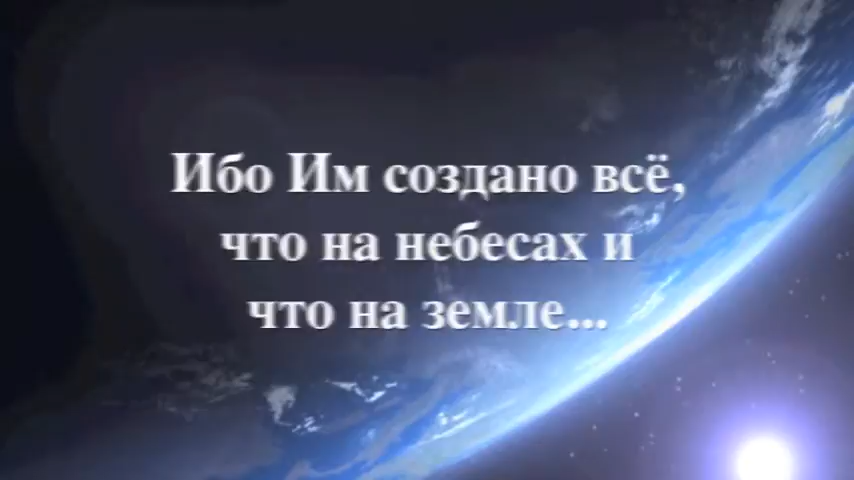 Ибо Им создано всё,
что на небесах и
что на земле...